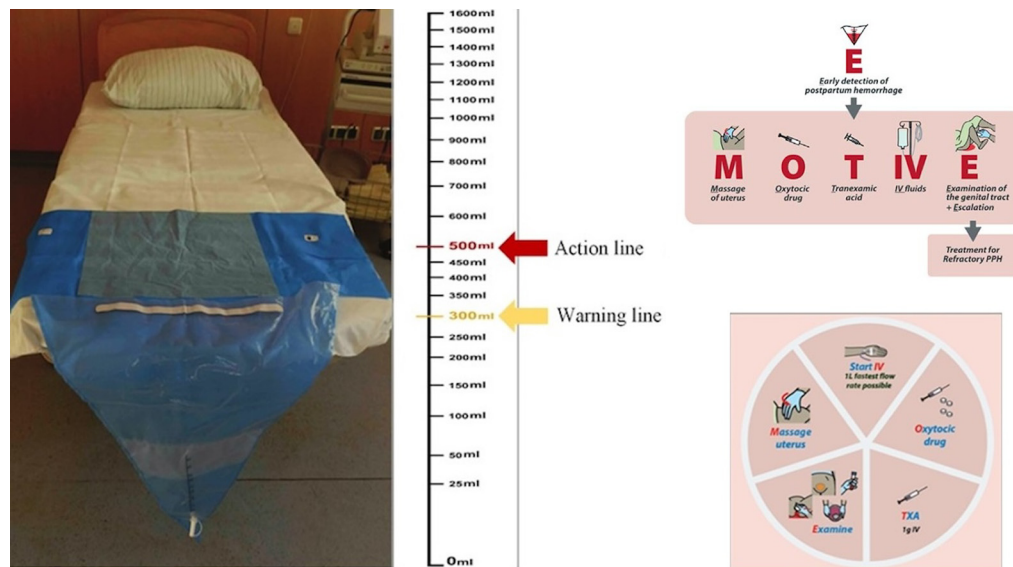 1600ml
1500ml
1400ml
1300ml
1200ml
1100ml
1000ml
900ml
800ml
700ml
600ml
500ml
Action line
450ml
400ml
350ml
300ml
Warning line
250ml
200ml
150ml
100ml
50ml
25ml
0ml
E
Early detection of
postpartum hemorrhage
M O T IV E
Massage
of uterus
Oxytocic
drug
Tranexamic
acid
IV fluids
Examination of
the genital tract
+ Escalation
Treatment for
Refractory PPH
Start IV
1L fastest flow
rate possible
Massage
uterus
Oxytocic
drug
Examine
TXA
1g IV